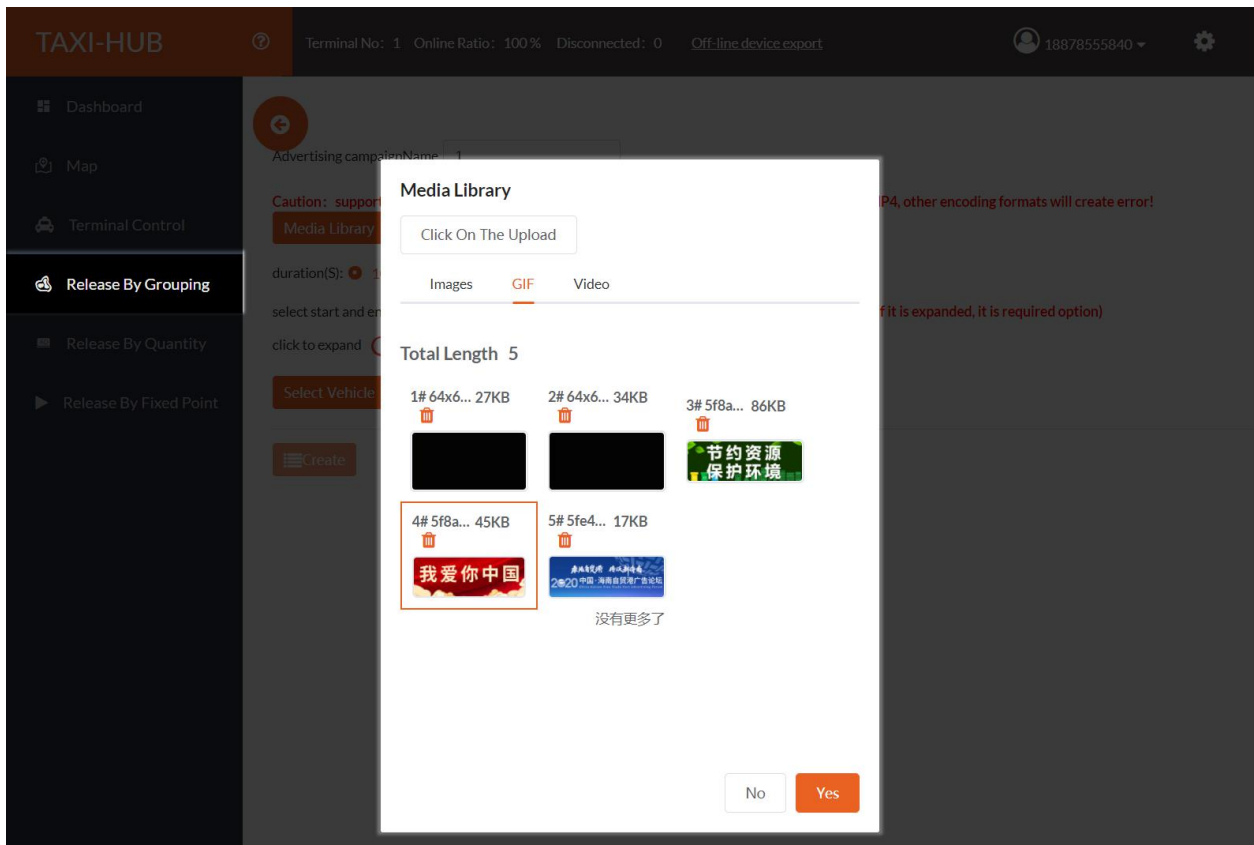 TAXI-HUB
Terminal No: 1 Online Ratio: 100% Disconnected: 0 Off-line device export
18878555840
Dashboard
Map
Terminal Control
Release By Grouping
Release By Quantity
Release By Fixed Point
Advertising campaignName 1
Caution: support
P4, other encoding formats will create error!
Media Library
duration(S):
select start and en
f it is expanded, it is required option)
click to expand
Select Vehicle
Create
Media Library
Click On The Upload
Images GIF Video
Total Length 5
1# 64x6... 27KB
2# 64x6... 34KB
3# 5f8a... 86KB
节约资源
保护环境
4# 5f8a... 45KB
我爱你中国
5# 5fe4... 17KB
2020 中国·海南自贸港广告论坛
没有更多了
No Yes